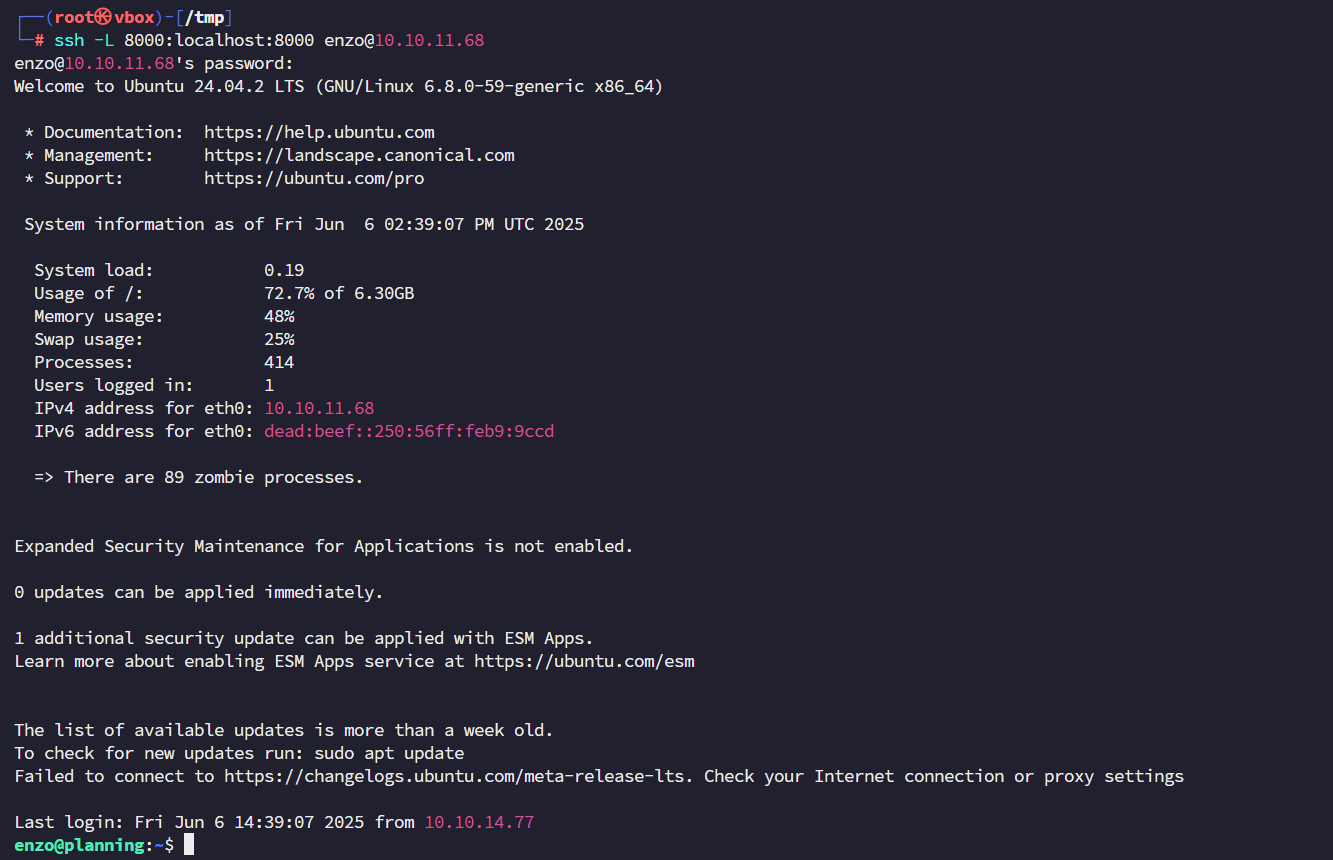 ┌──(root㉿vbox)-[/tmp]
└─# ssh -L 8000:localhost:8000 enzo@10.10.11.68
enzo@10.10.11.68's password:
Welcome to Ubuntu 24.04.2 LTS (GNU/Linux 6.8.0-59-generic x86_64)

 * Documentation:  https://help.ubuntu.com
 * Management:     https://landscape.canonical.com
 * Support:        https://ubuntu.com/pro

 System information as of Fri Jun  6 02:39:07 PM UTC 2025

  System load:           0.19
  Usage of /:            72.7% of 6.30GB
  Memory usage:          48%
  Swap usage:            25%
  Processes:             414
  Users logged in:       1
  IPv4 address for eth0: 10.10.11.68
  IPv6 address for eth0: dead:beef::250:56ff:feb9:9ccd

  => There are 89 zombie processes.


Expanded Security Maintenance for Applications is not enabled.

0 updates can be applied immediately.

1 additional security update can be applied with ESM Apps.
Learn more about enabling ESM Apps service at https://ubuntu.com/esm


The list of available updates is more than a week old.
To check for new updates run: sudo apt update
Failed to connect to https://changelogs.ubuntu.com/meta-release-lts. Check your Internet connection or proxy settings

Last login: Fri Jun 6 14:39:07 2025 from 10.10.14.77
enzo@planning:~$